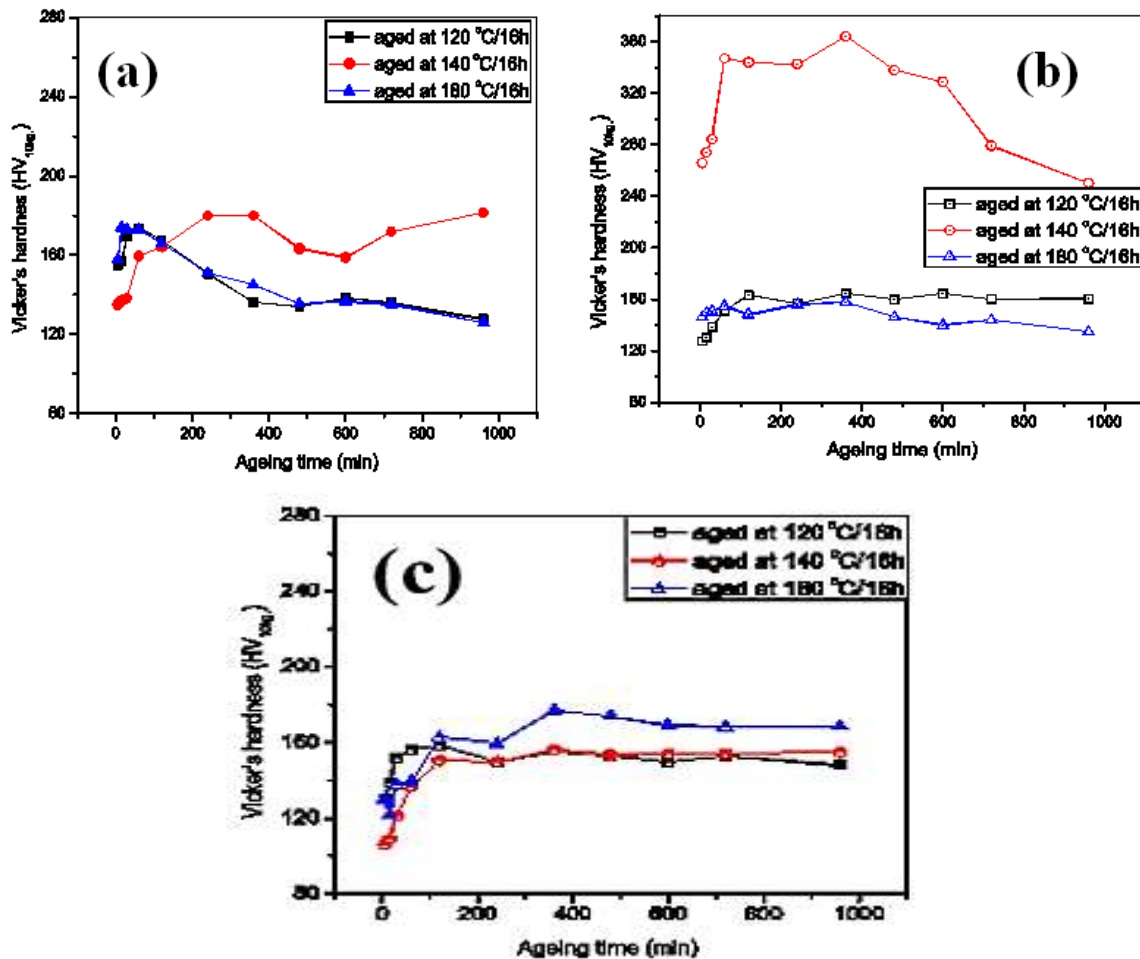 (a)
280
240
200
160
120
80
Vicker's hardness (HV10kg.)
aged at 120 °C/16h
aged at 140 °C/16h
aged at 180 °C/16h
0 200 400 600 800 1000
Ageing time (min)
(b)
360
320
280
240
200
160
120
80
Vicker's hardness (HV10kg.)
aged at 120 °C/16h
aged at 140 °C/16h
aged at 180 °C/16h
0 200 400 600 800 1000
Ageing time (min)
(c)
280
240
200
160
120
80
Vicker's hardness (HV10kg.)
aged at 120 °C/16h
aged at 140 °C/16h
aged at 180 °C/16h
0 200 400 600 800 1000
Ageing time (min)